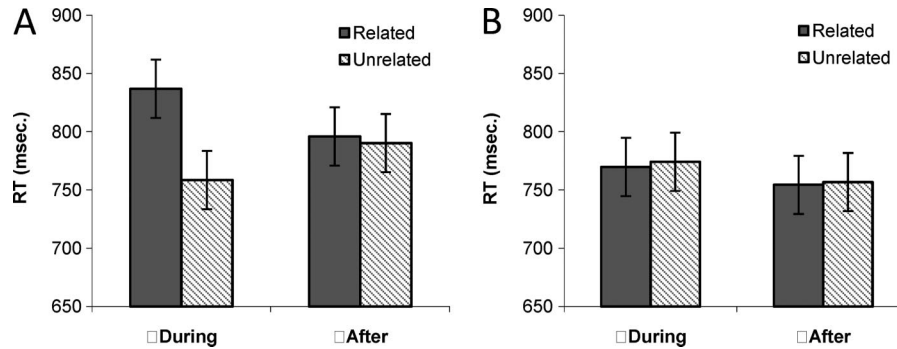 A
900
850
800
750
700
650
RT (msec.)
Related
Unrelated
□During
□After
B
900
850
800
750
700
650
RT (msec.)
Related
Unrelated
□During
□After